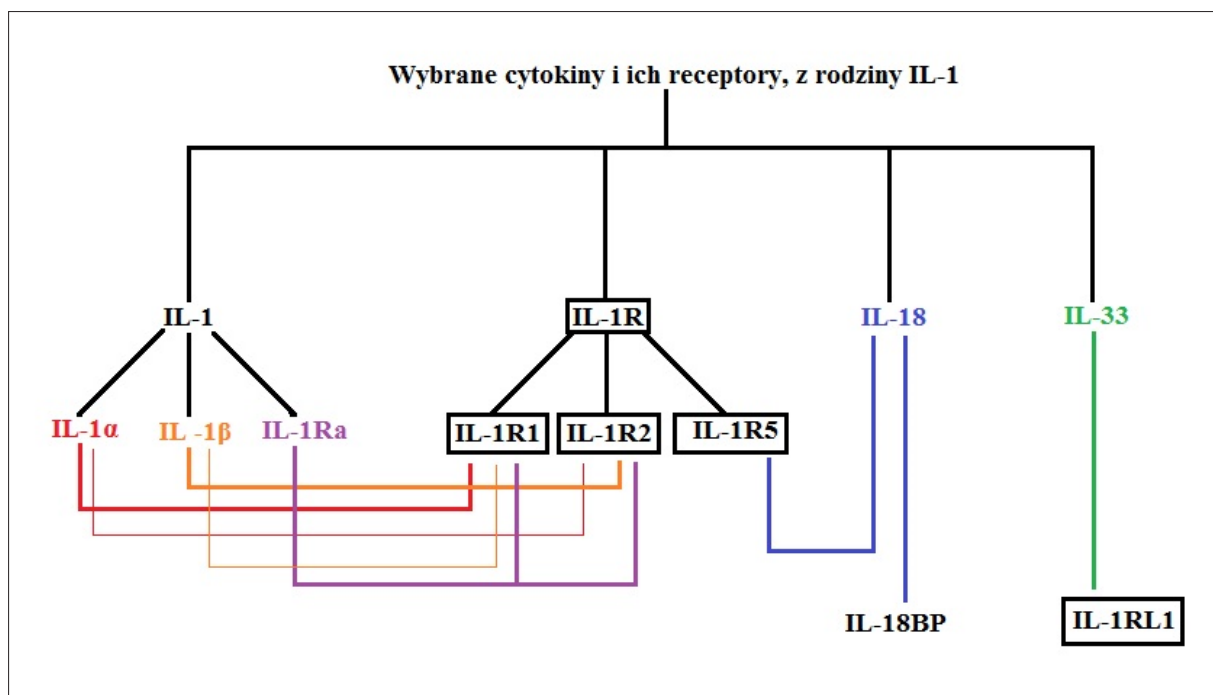 Wybrane cytokiny i ich receptory, z rodziny IL-1
IL-1
IL-1R
IL-18
IL-33
IL-1α
IL -1β
IL-1Ra
IL-1R1
IL-1R2
IL-1R5
IL-18BP
IL-1RL1